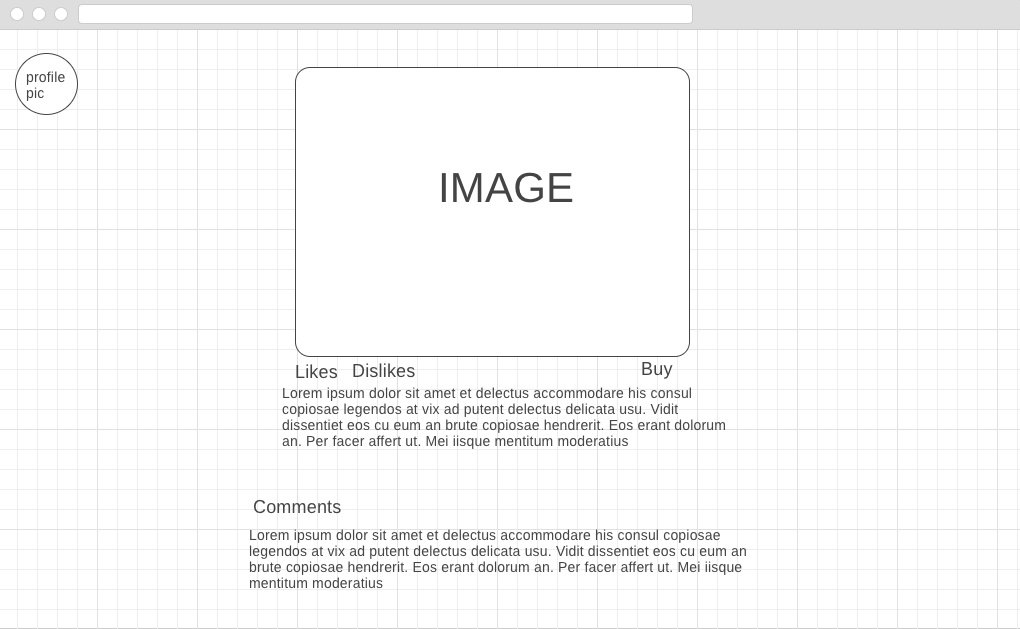 profile
pic
IMAGE
Likes Dislikes Buy
Lorem ipsum dolor sit amet et delectus accommodare his consul
copiosae legendos at vix ad putent delectus delicata usu. Vidit
dissentiet eos cu eum an brute copiosae hendrerit. Eos erant dolorum
an. Per facer affert ut. Mei iisque mentitum moderatius
Comments
Lorem ipsum dolor sit amet et delectus accommodare his consul copiosae
legendos at vix ad putent delectus delicata usu. Vidit dissentiet eos cu eum an
brute copiosae hendrerit. Eos erant dolorum an. Per facer affert ut. Mei iisque
mentitum moderatius